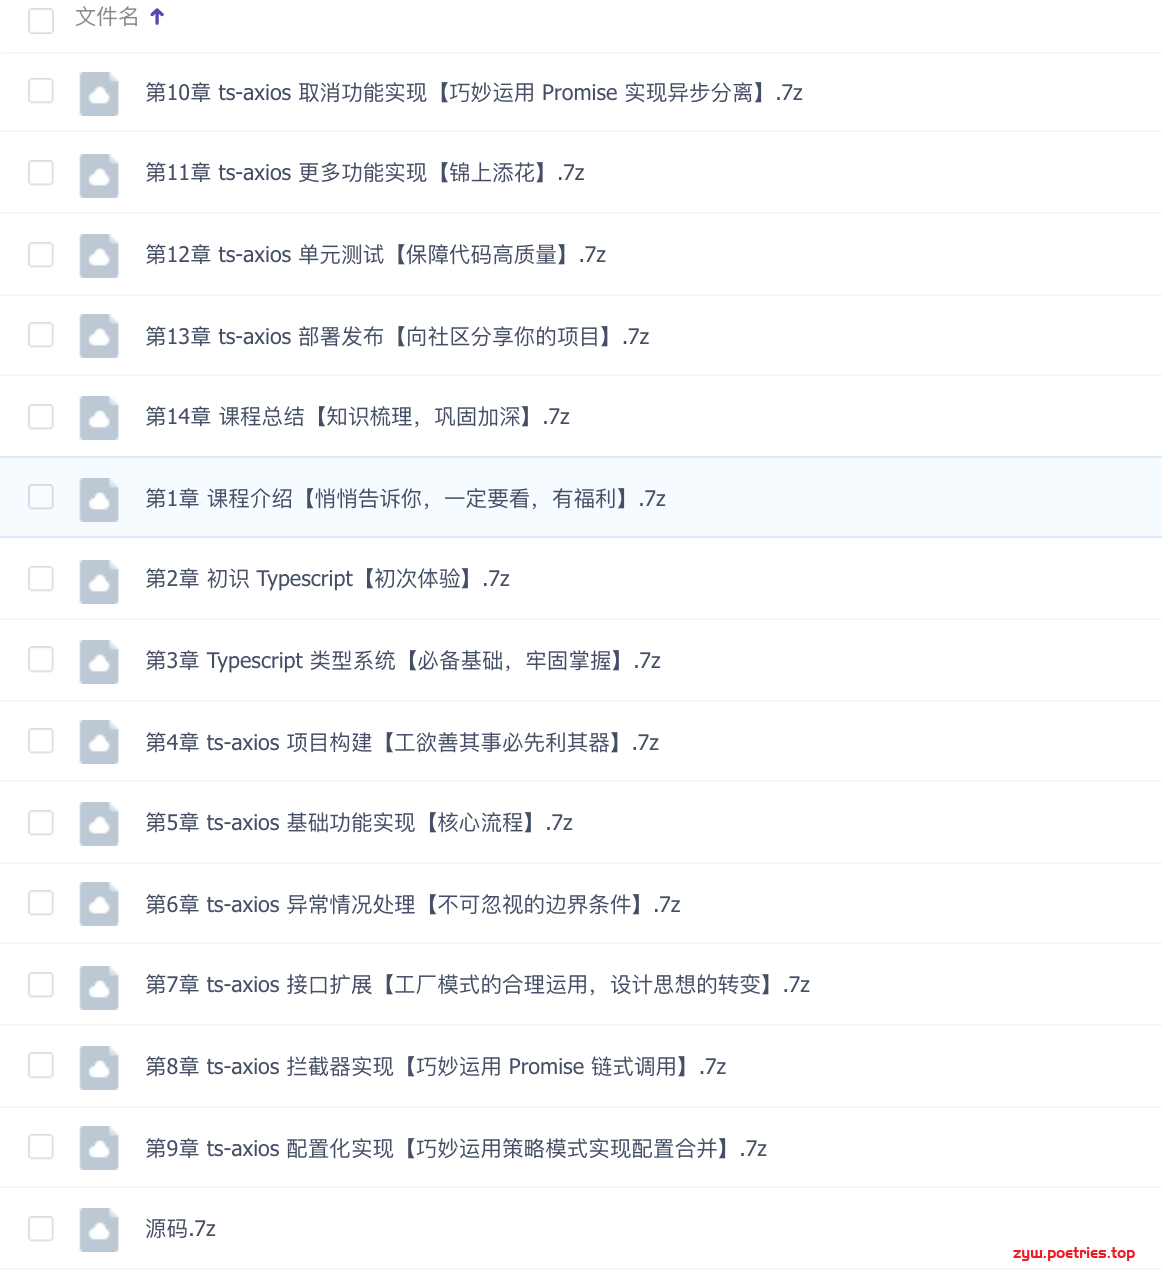 文件名
第10章 ts-axios 取消功能实现【巧妙运用 Promise 实现异步分离】.7z
第11章 ts-axios 更多功能实现【锦上添花】.7z
第12章 ts-axios 单元测试【保障代码高质量】.7z
第13章 ts-axios 部署发布【向社区分享你的项目】.7z
第14章 课程总结【知识梳理，巩固加深】.7z
第1章 课程介绍【悄悄告诉你，一定要看，有福利】.7z
第2章 初识 Typescript【初次体验】.7z
第3章 Typescript 类型系统【必备基础，牢固掌握】.7z
第4章 ts-axios 项目构建【工欲善其事必先利其器】.7z
第5章 ts-axios 基础功能实现【核心流程】.7z
第6章 ts-axios 异常情况处理【不可忽视的边界条件】.7z
第7章 ts-axios 接口扩展【工厂模式的合理运用，设计思想的转变】.7z
第8章 ts-axios 拦截器实现【巧妙运用 Promise 链式调用】.7z
第9章 ts-axios 配置化实现【巧妙运用策略模式实现配置合并】.7z
源码.7z
zyw.poetries.top